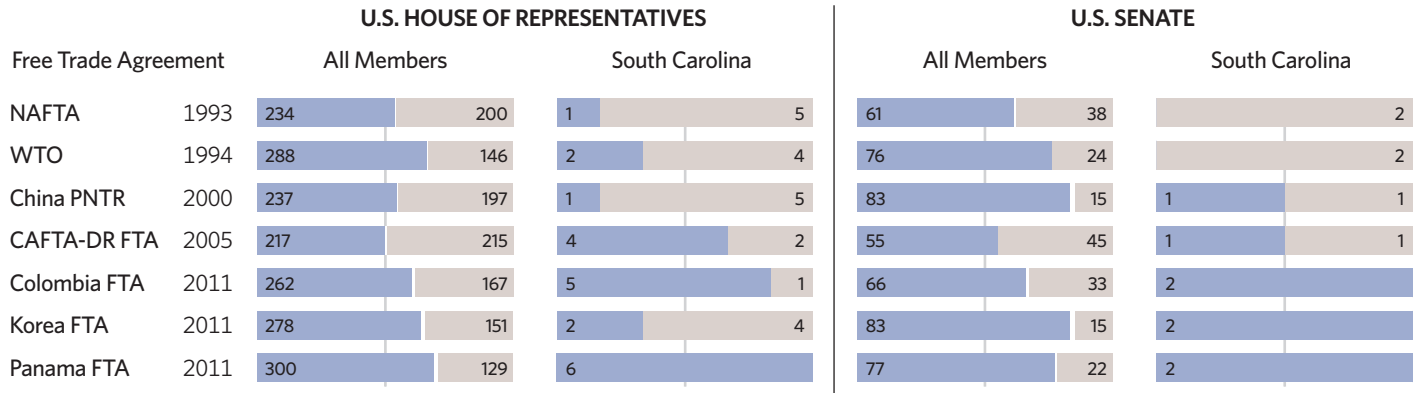 U.S. HOUSE OF REPRESENTATIVES U.S. SENATE
Free Trade Agreement All Members South Carolina All Members South Carolina
NAFTA 1993 234 200 1 5 61 38 2
WTO 1994 288 146 2 4 76 24 2
China PNTR 2000 237 197 1 5 83 15 1 1
CAFTA-DR FTA 2005 217 215 4 2 55 45 1 1
Colombia FTA 2011 262 167 5 1 66 33 2
Korea FTA 2011 278 151 2 4 83 15 2
Panama FTA 2011 300 129 6 77 22 2